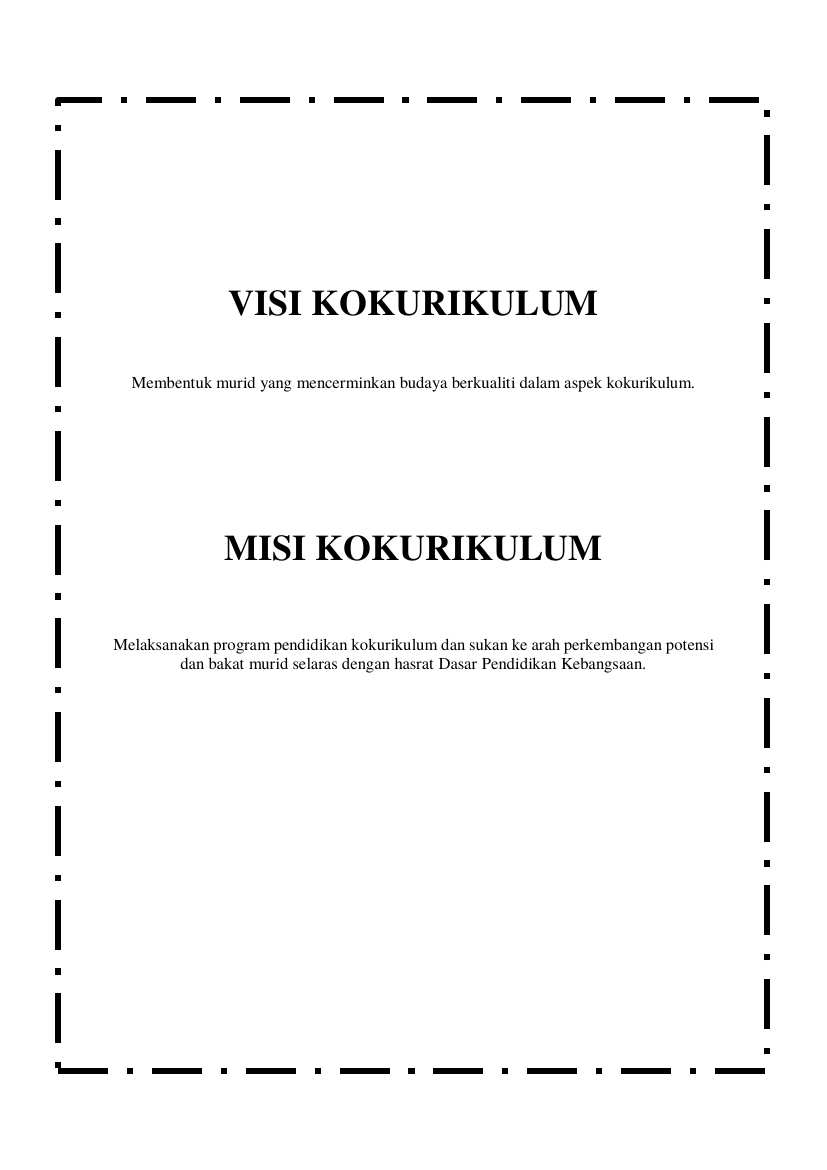 VISI KOKURIKULUM
Membentuk murid yang mencerminkan budaya berkualiti dalam aspek kokurikulum.
MISI KOKURIKULUM
Melaksanakan program pendidikan kokurikulum dan sukan ke arah perkembangan potensi
dan bakat murid selaras dengan hasrat Dasar Pendidikan Kebangsaan.